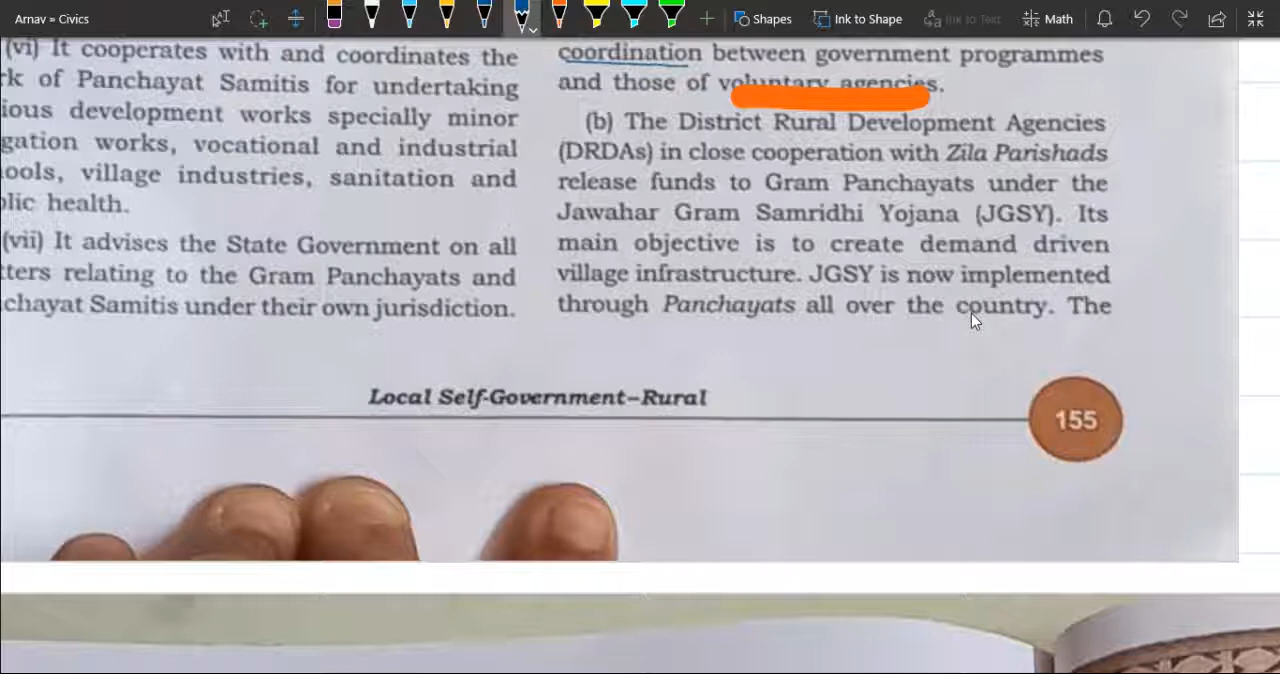 Arnav » Civics
Shapes
Ink to Shape
Ink to Text
Math
(vi) It cooperates with and coordinates the
rk of Panchayat Samitis for undertaking
ious development works specially minor
gation works, vocational and industrial
ools, village industries, sanitation and
olic health.
(vii) It advises the State Government on all
tters relating to the Gram Panchayats and
chayat Samitis under their own jurisdiction.
coordination between government programmes
and those of voluntary agencies.
(b) The District Rural Development Agencies
(DRDAs) in close cooperation with Zila Parishads
release funds to Gram Panchayats under the
Jawahar Gram Samridhi Yojana (JGSY). Its
main objective is to create demand driven
village infrastructure. JGSY is now implemented
through Panchayats all over the country. The
Local Self-Government–Rural
155